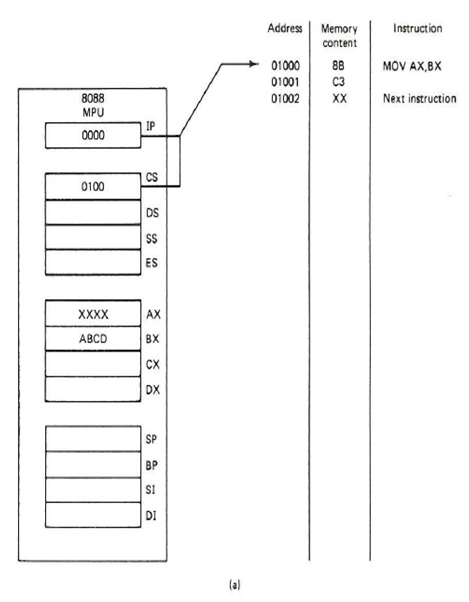 Address Memory content Instruction
01000 8B MOV AX,BX
01001 C3
01002 XX Next instruction
8088
MPU
0000 IP
0100 CS
DS
SS
ES
XXXX AX
ABCD BX
CX
DX
SP
BP
SI
DI
(a)